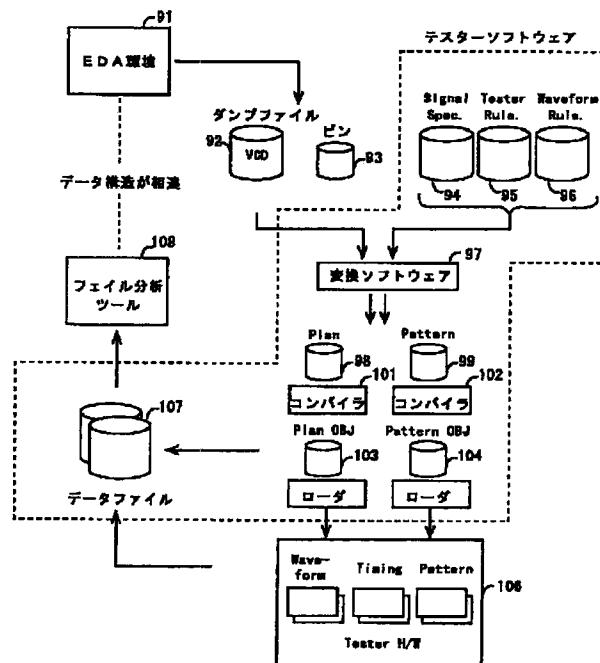 91
EDA環境
テスターソフトウェア
ダンプファイル
92
VCD
ピン
93
Signal Spec.
Tester Rule.
Waveform Rule.
94
95
96
データ構造が相違
97
変換ソフトウェア
109
フェイル分析
ツール
Plan
98
Pattern
99
101
コンパイラ
102
コンパイラ
107
データファイル
Plan OBJ
103
Pattern OBJ
104
ローダ
ローダ
Wave-
form
Timing
Pattern
106
Tester H/W